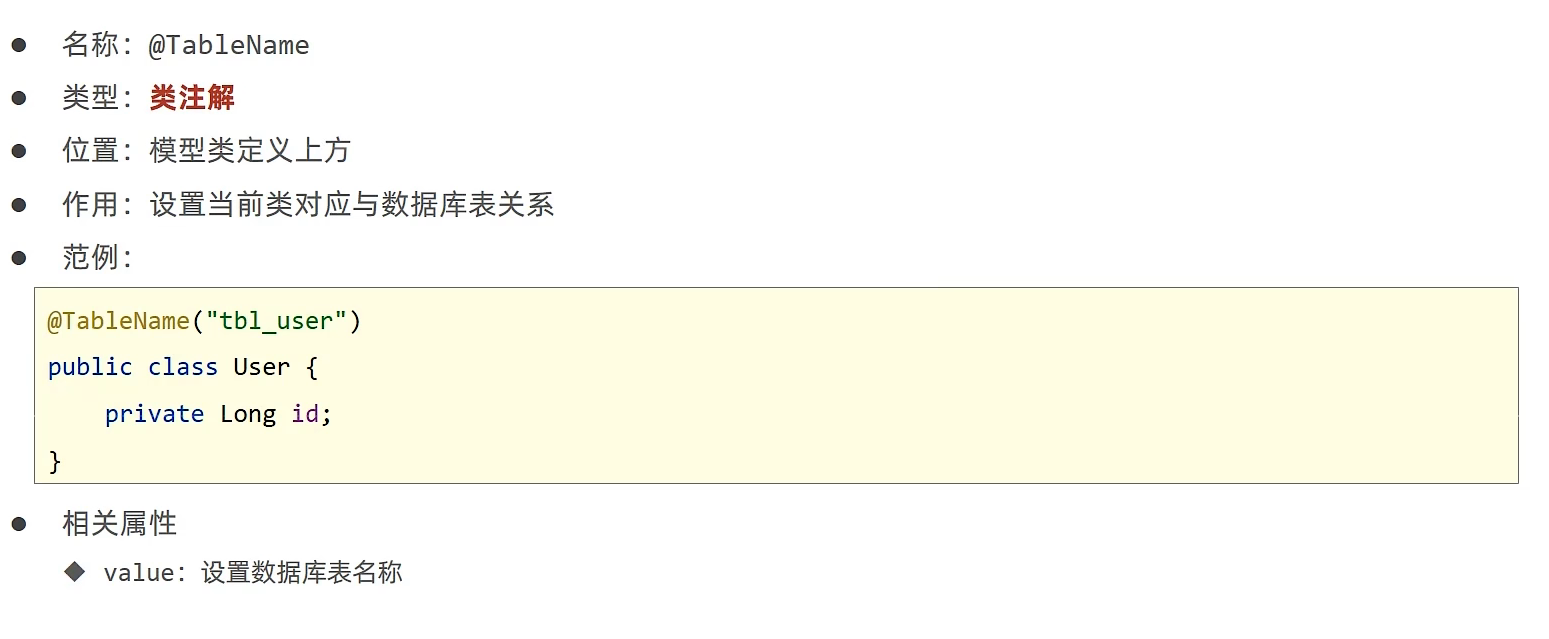 ● 名称：@TableName
● 类型：类注解
● 位置：模型类定义上方
● 作用：设置当前类对应与数据库表关系
● 范例：
@TableName("tbl_user")
public class User {
    private Long id;
}
● 相关属性
◆ value：设置数据库表名称